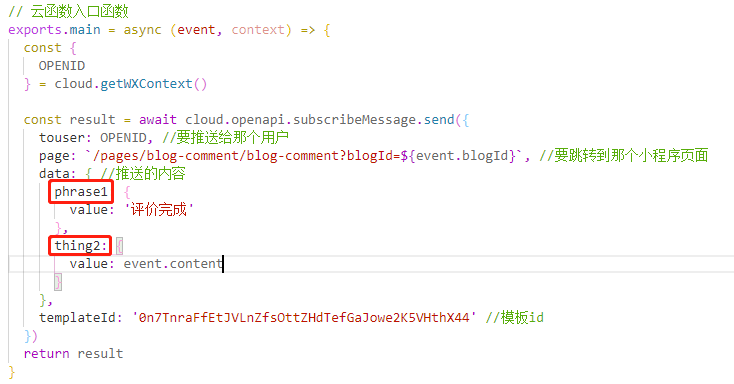 // 云函数入口函数
exports.main = async (event, context) => {
const {
OPENID
} = cloud.getWXContext()
const result = await cloud.openapi.subscribeMessage.send({
touser: OPENID, //要推送给那个用户
page: `/pages/blog-comment/blog-comment?blogId=${event.blogId}`, //要跳转到那个小程序页面
data: { //推送的内容
phrase1 {
value: '评价完成'
},
thing2: {
value: event.content
}
},
templateId: '0n7TnraFfEtJVLnZfsOttZHdTefGaJowe2K5VHthX44' //模板id
})
return result
}